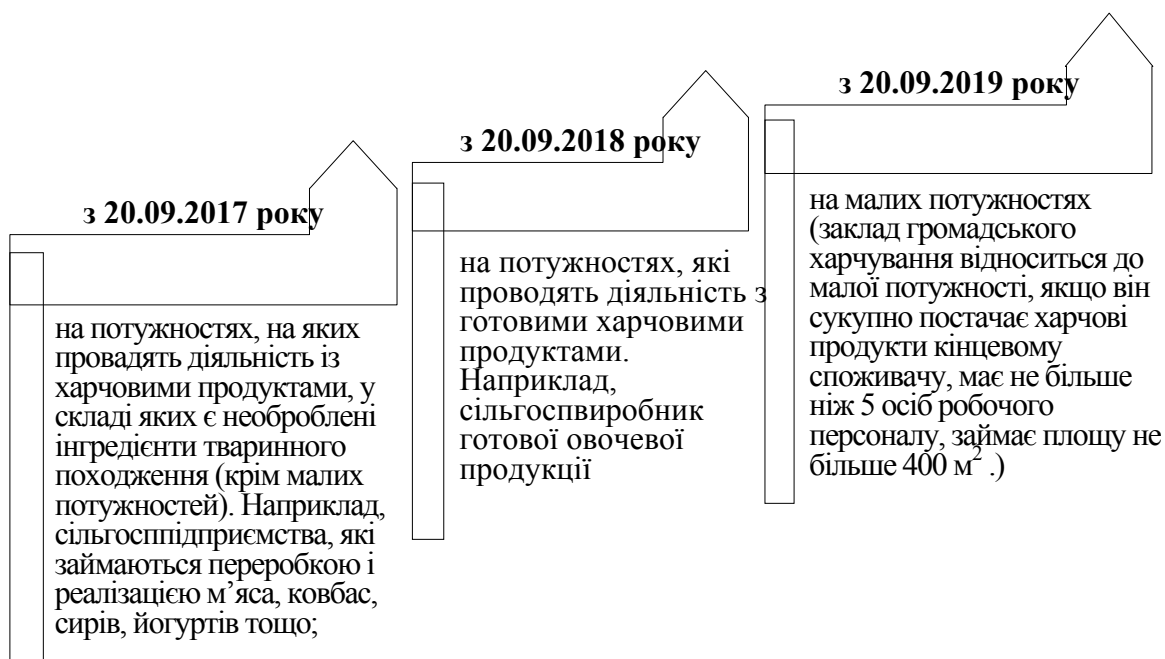 з 20.09.2017 року
на потужностях, на яких
провадять діяльність із
харчовими продуктами, у
складі яких є необроблені
інгредієнти тваринного
походження (крім малих
потужностей). Наприклад,
сільгосппідприємства, які
займаються переробкою і
реалізацією м’яса, ковбас,
сирів, йогуртів тощо;
з 20.09.2018 року
на потужностях, які
проводять діяльність з
готовими харчовими
продуктами.
Наприклад,
сільгоспвиробник
готової овочевої
продукції
з 20.09.2019 року
на малих потужностях
(заклад громадського
харчування відноситься до
малої потужності, якщо він
сукупно постачає харчові
продукти кінцевому
споживачу, має не більше
ніж 5 осіб робочого
персоналу, займає площу не
більше 400 м² .)